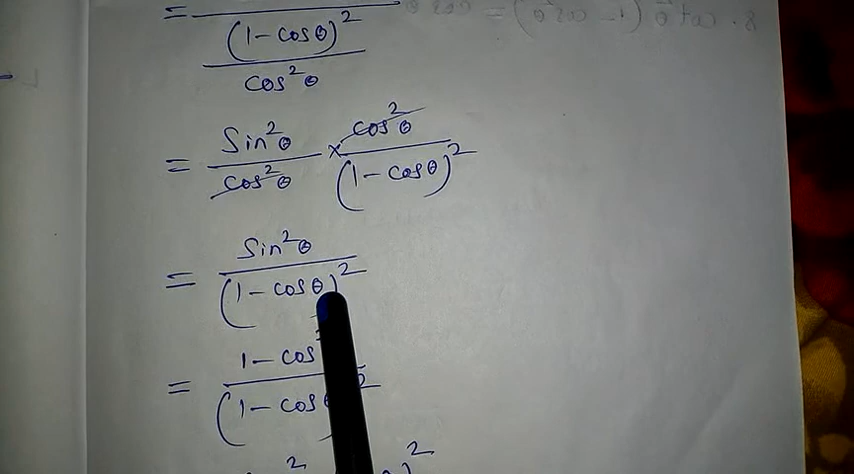 =
(1 - cosθ)²
cos²θ
= sin²θ / cos²θ × cos²θ / (1 - cosθ)²
= sin²θ / (1 - cosθ)²
= 1 - cos / (1 - cos